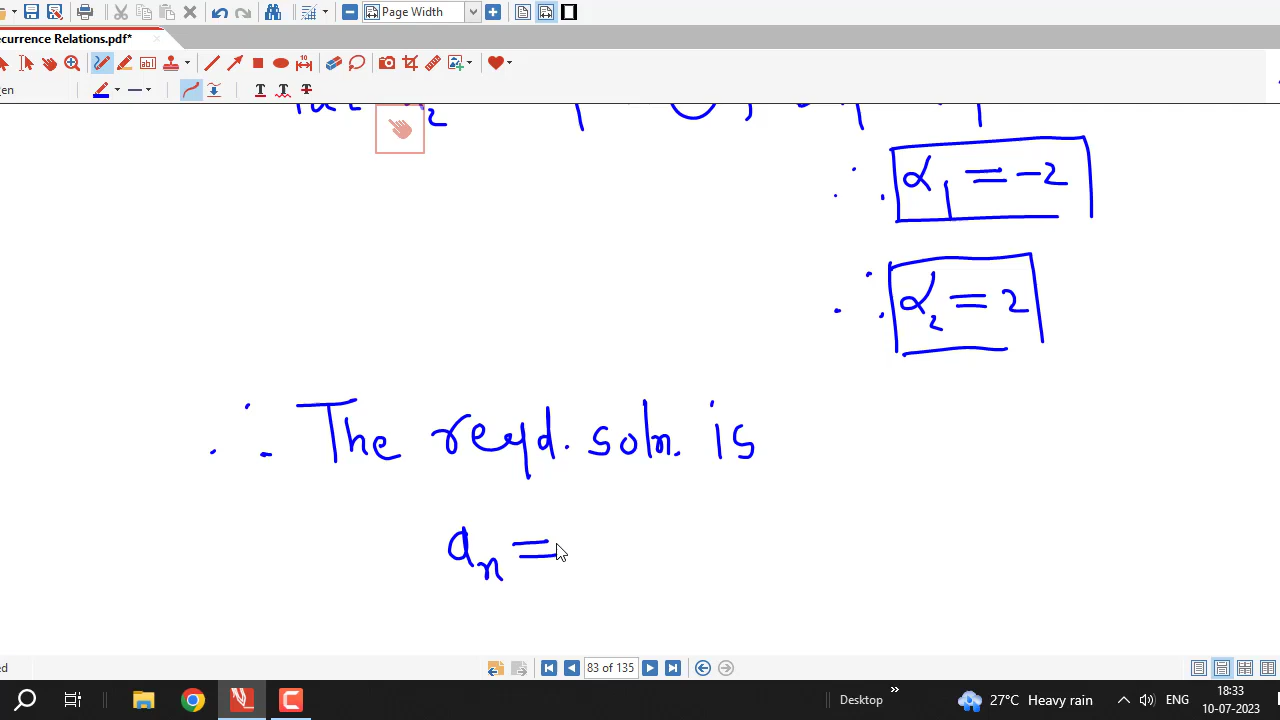 Page Width
currence Relations.pdf*
∴ α₁ = -2
∴ α₂ = 2
∴ The reqd. soln. is
aₙ =
83 of 135
Desktop
27°C Heavy rain
ENG
18:33
10-07-2023